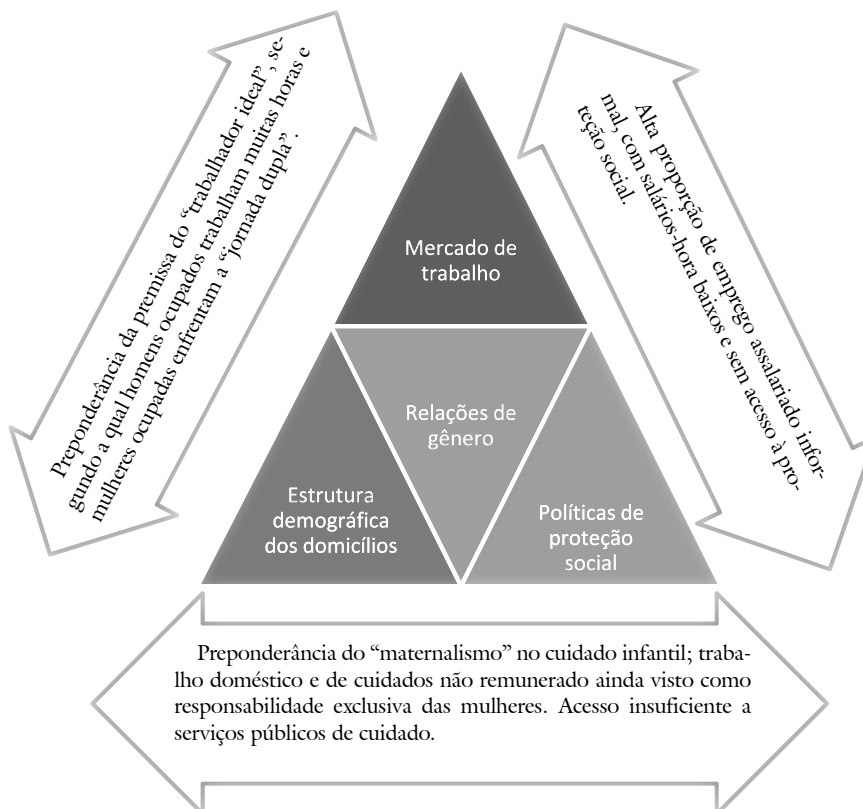 Preponderância da premissa do “trabalhador ideal”, se-
gundo a qual homens ocupados trabalham muitas horas e
mulheres ocupadas enfrentam a “jornada dupla”.
Alta proporção de emprego assalariado infor-
mal, com salários-hora baixos e sem acesso à pro-
teção social.
Mercado de
trabalho
Relações de
gênero
Estrutura
demográfica
dos domicílios
Políticas de
proteção
social
Preponderância do “maternalismo” no cuidado infantil; traba-
lho doméstico e de cuidados não remunerado ainda visto como
responsabilidade exclusiva das mulheres. Acesso insuficiente a
serviços públicos de cuidado.